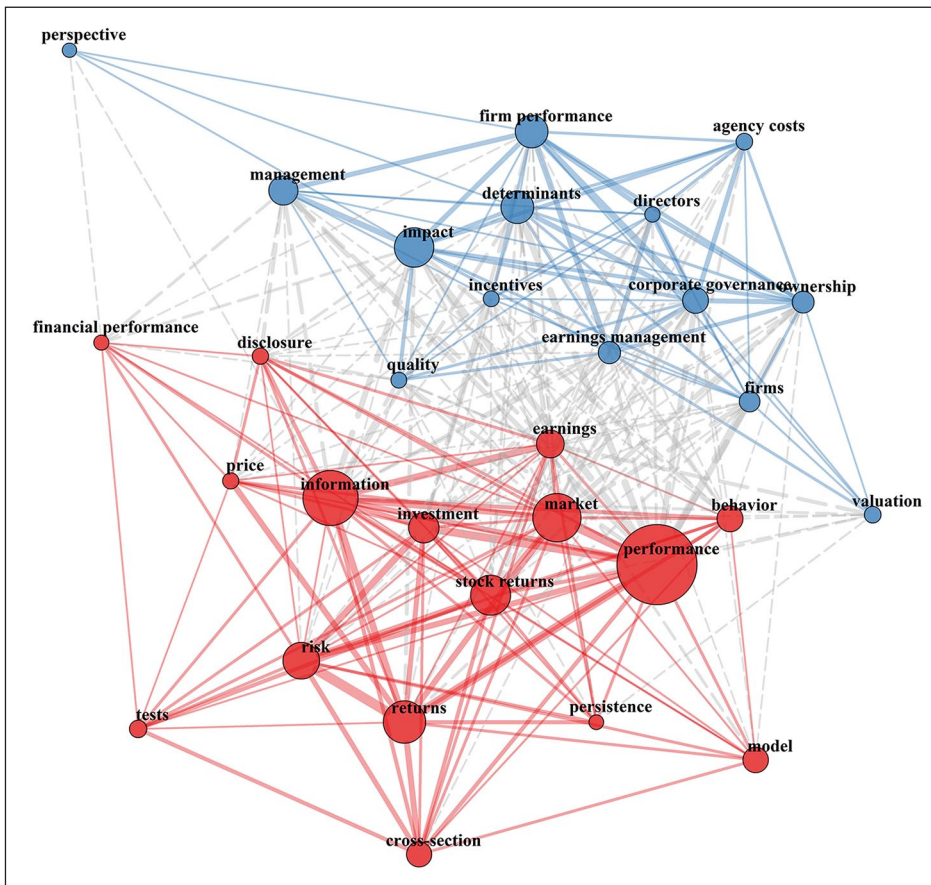 perspective
firm performance
agency costs
management
determinants
directors
impact
incentives
corporate governance
ownership
financial performance
disclosure
earnings management
quality
firms
earnings
price
information
investment
market
behavior
valuation
performance
stock returns
risk
returns
persistence
tests
model
cross-section